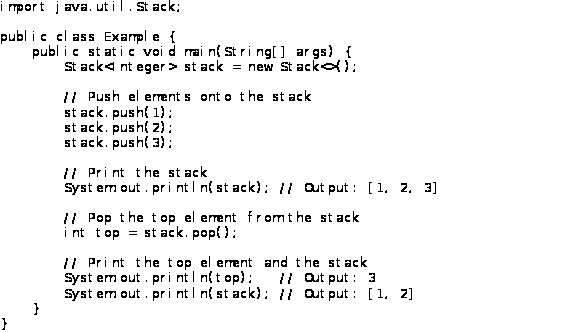 import java.util.Stack;
public class Example {
public static void main(String[] args) {
Stack<Integer> stack = new Stack<>();
// Push elements onto the stack
stack.push(1);
stack.push(2);
stack.push(3);
// Print the stack
System.out.println(stack); // Output: [1, 2, 3]
// Pop the top element from the stack
int top = stack.pop();
// Print the top element and the stack
System.out.println(top);   // Output: 3
System.out.println(stack); // Output: [1, 2]
}
}